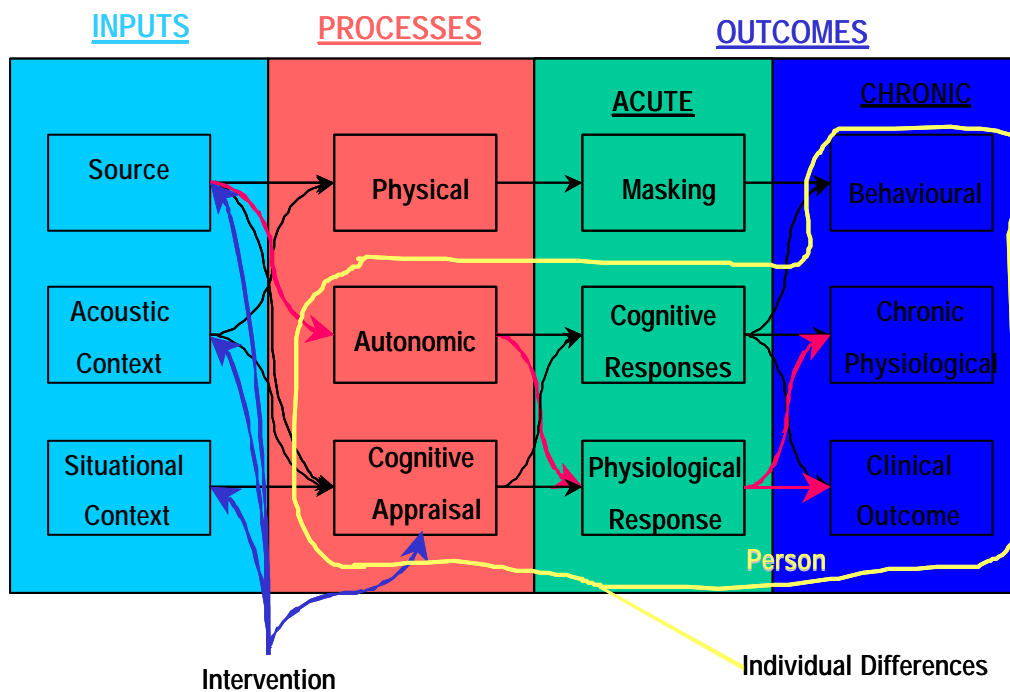 INPUTS
PROCESSES
OUTCOMES
ACUTE
CHRONIC
Source
Physical
Masking
Behavioural
Acoustic
Context
Autonomic
Cognitive
Responses
Chronic
Physiological
Situational
Context
Cognitive
Appraisal
Physiological
Response
Clinical
Outcome
Person
Intervention
Individual Differences